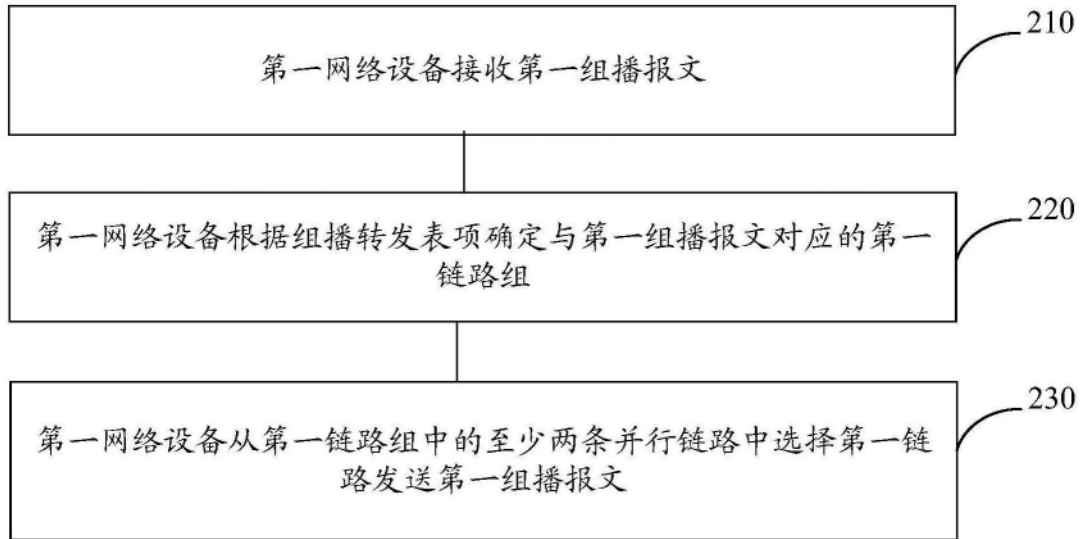 210
第一网络设备接收第一组播报文
220
第一网络设备根据组播转发表项确定与第一组播报文对应的第一
链路组
230
第一网络设备从第一链路组中的至少两条并行链路中选择第一链
路发送第一组播报文